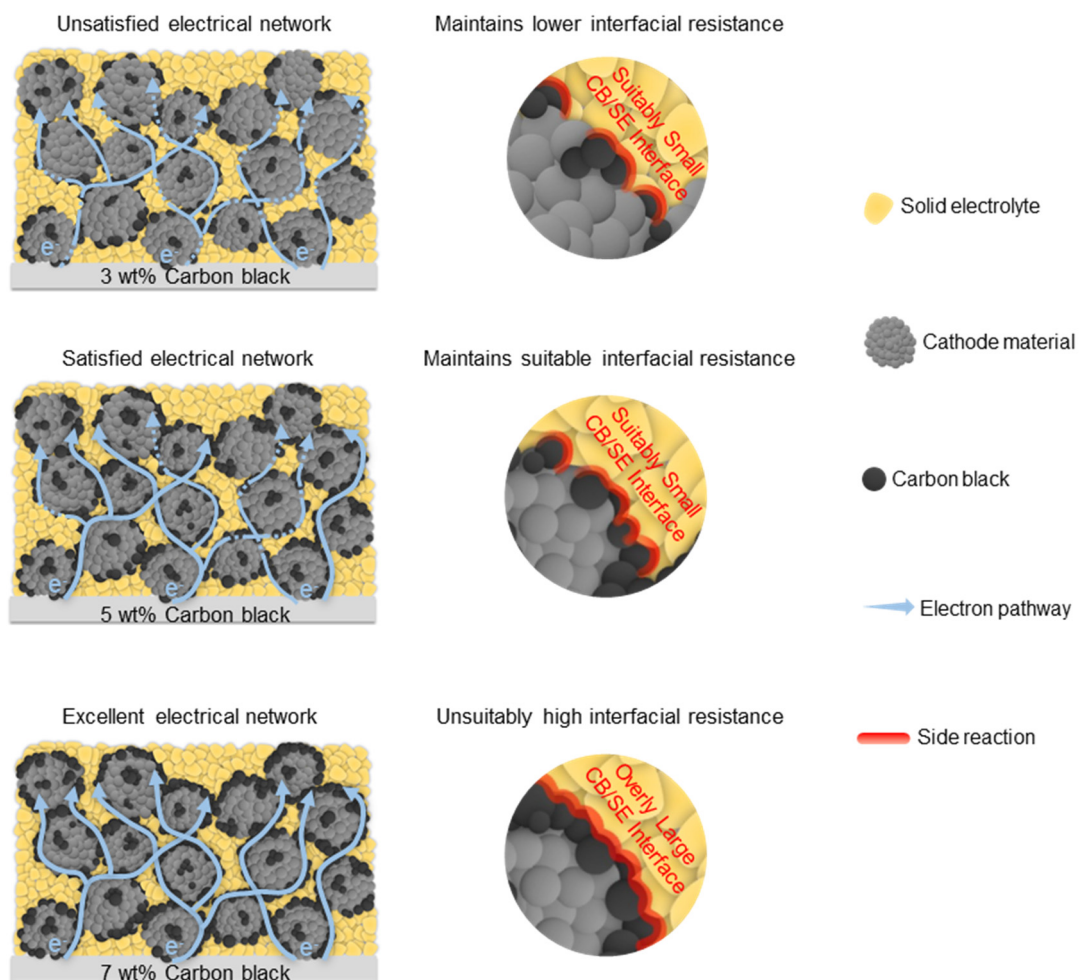 Unsatisfied electrical network
Maintains lower interfacial resistance
Suitably Small
CB/SE Interface
e-
e-
e-
3 wt% Carbon black
Solid electrolyte
Cathode material
Satisfied electrical network
Maintains suitable interfacial resistance
Suitably Small
CB/SE Interface
e-
e-
e-
5 wt% Carbon black
Carbon black
Electron pathway
Excellent electrical network
Unsuitably high interfacial resistance
Side reaction
Overly Large
CB/SE Interface
e-
e-
e-
7 wt% Carbon black